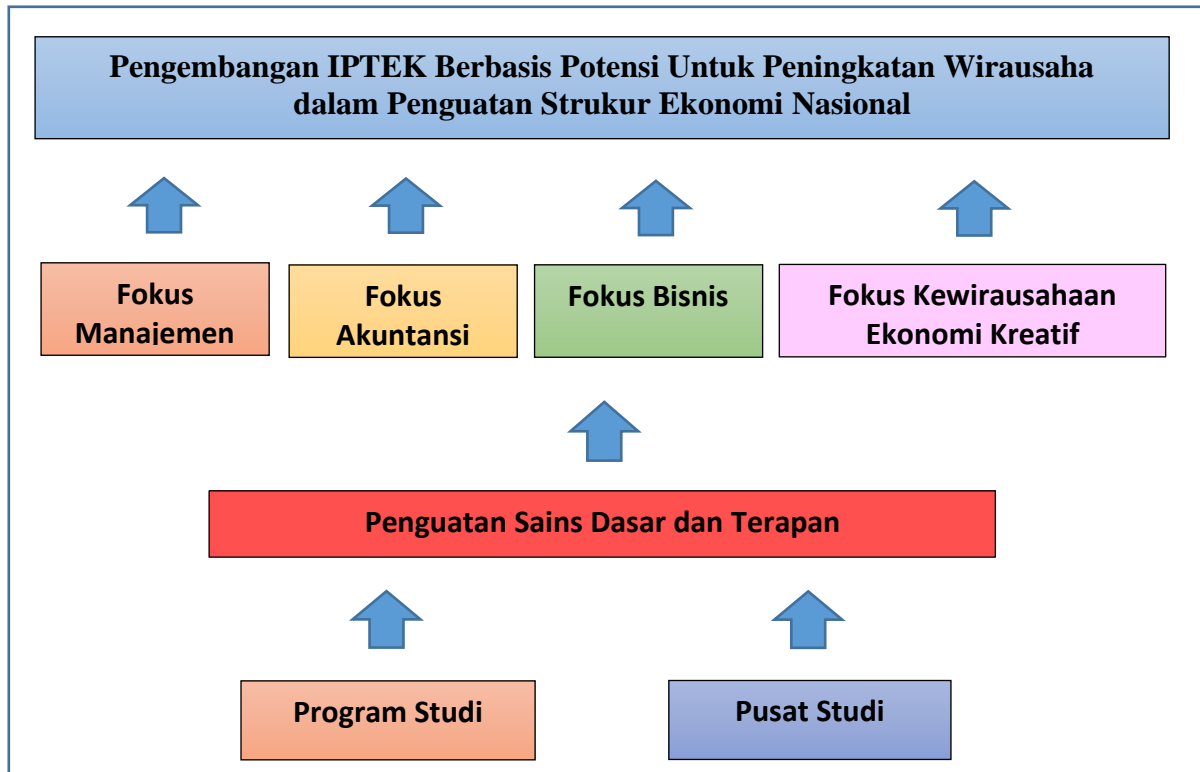 Pengembangan IPTEK Berbasis Potensi Untuk Peningkatan Wirausaha
dalam Penguatan Strukur Ekonomi Nasional
Fokus
Manajemen
Fokus
Akuntansi
Fokus Bisnis
Fokus Kewirausahaan
Ekonomi Kreatif
Penguatan Sains Dasar dan Terapan
Program Studi
Pusat Studi